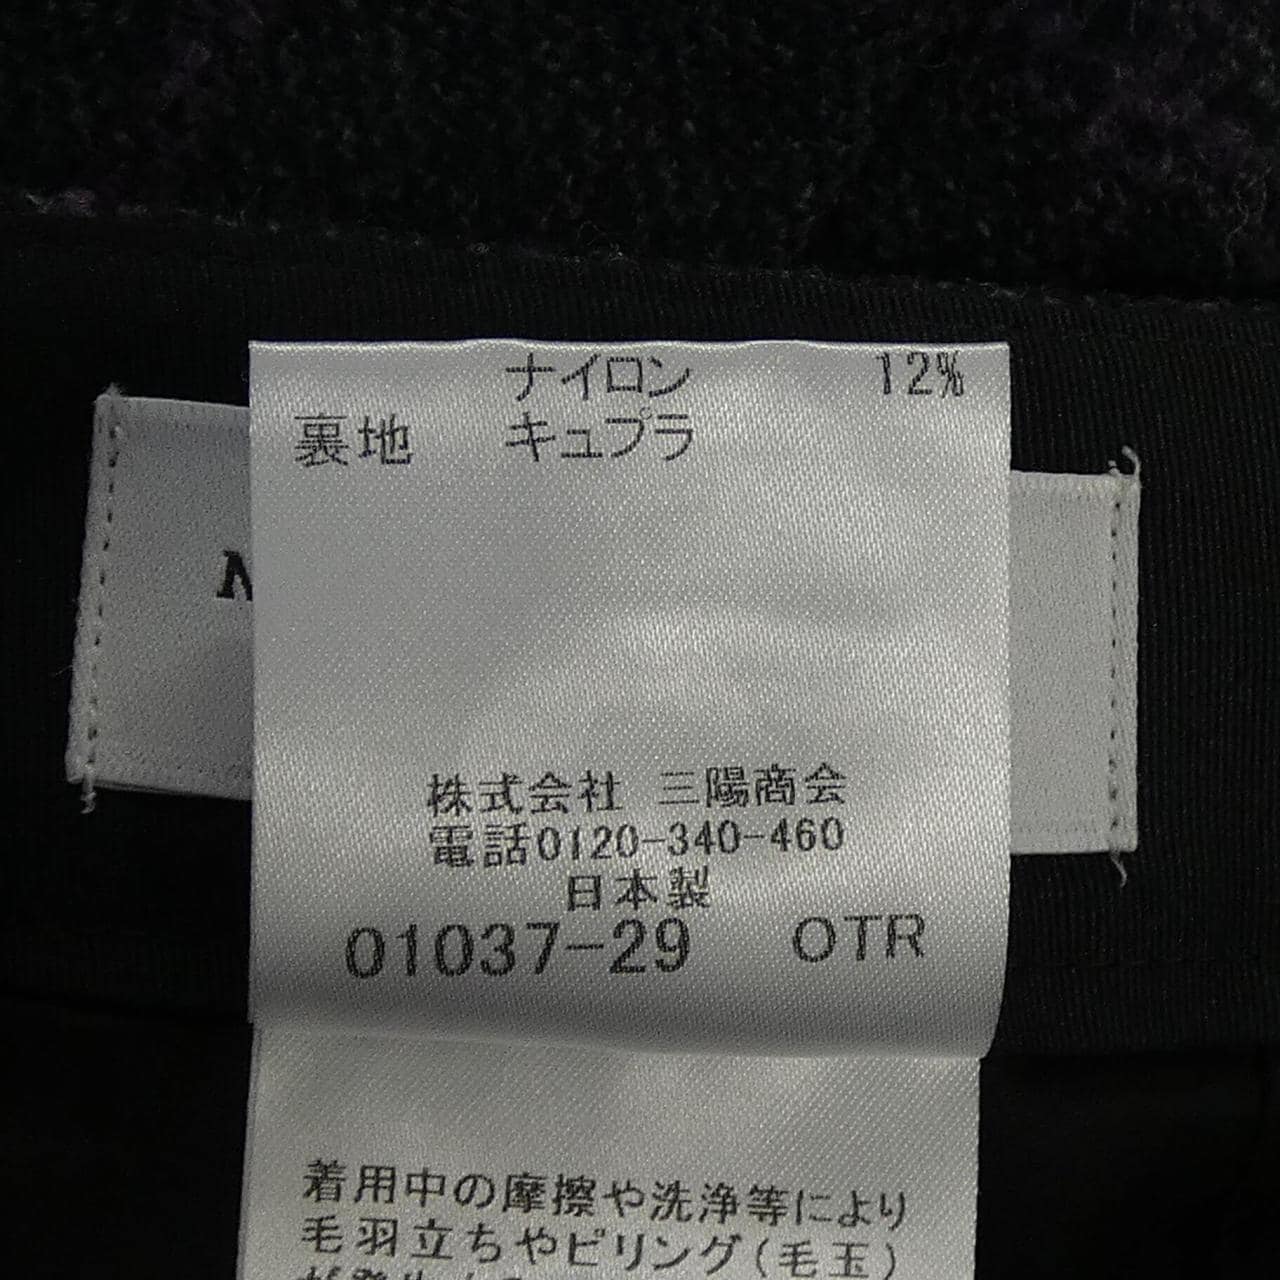 ナイロン 12%
裏地 キュプラ
株式会社 三陽商会
電話0120-340-460
日本製
01037-29 OTR
着用中の摩擦や洗浄等により
毛羽立ちやピリング(毛玉)